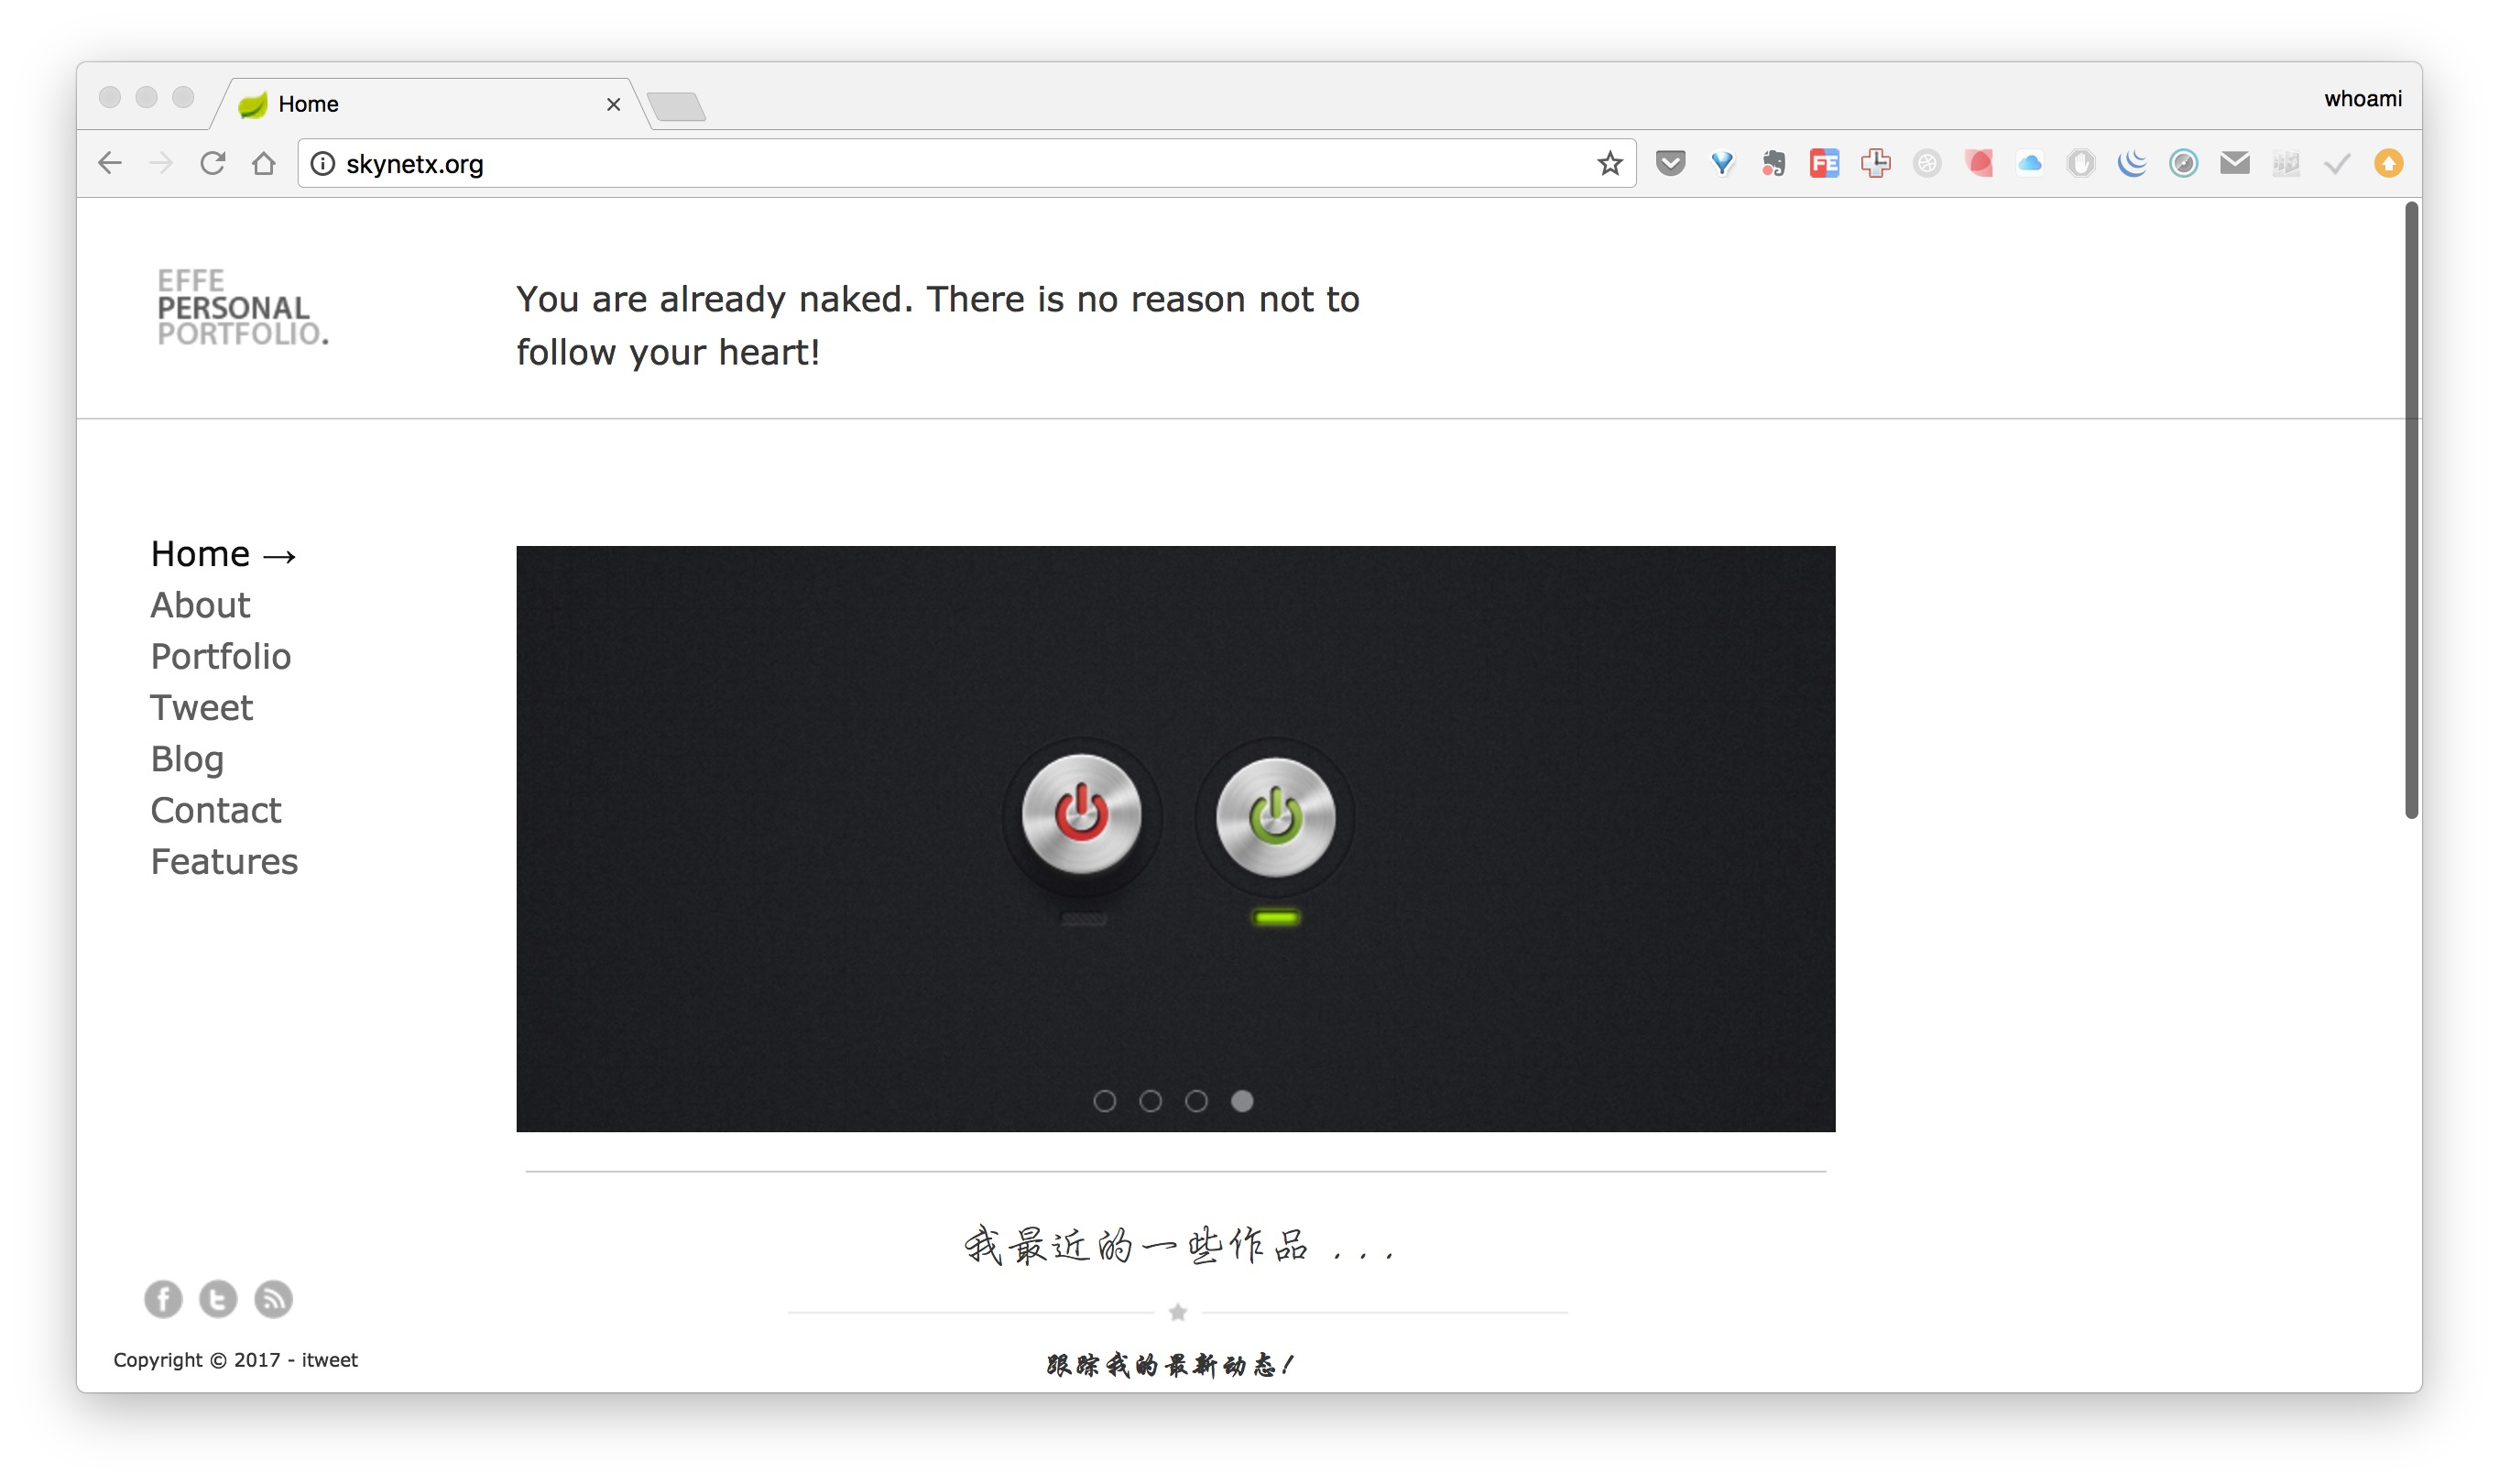 Home
whoami
skynetx.org
FE
EFFE
PERSONAL
PORTFOLIO.
You are already naked. There is no reason not to
follow your heart!
Home →
About
Portfolio
Tweet
Blog
Contact
Features
我最近的一些作品 ...
跟踪我的最新动态!
Copyright © 2017 - itweet